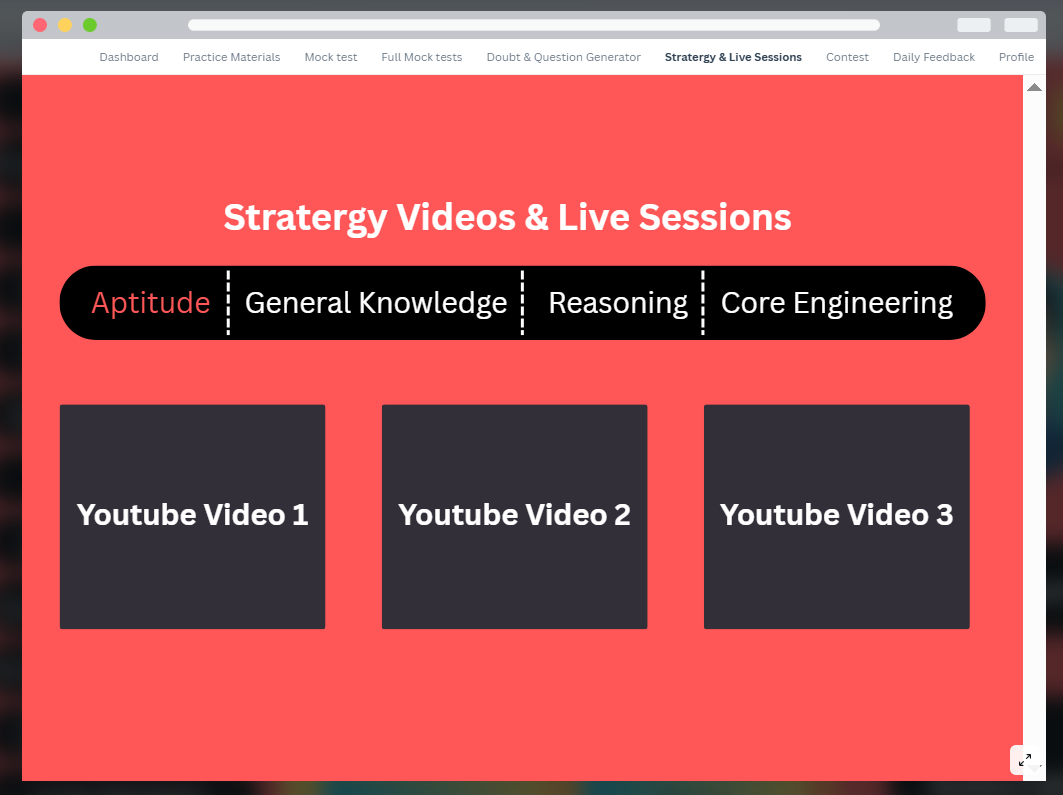 Dashboard Practice Materials Mock test Full Mock tests Doubt & Question Generator Stratergy & Live Sessions Contest Daily Feedback Profile
Stratergy Videos & Live Sessions
Aptitude General Knowledge Reasoning Core Engineering
Youtube Video 1 Youtube Video 2 Youtube Video 3